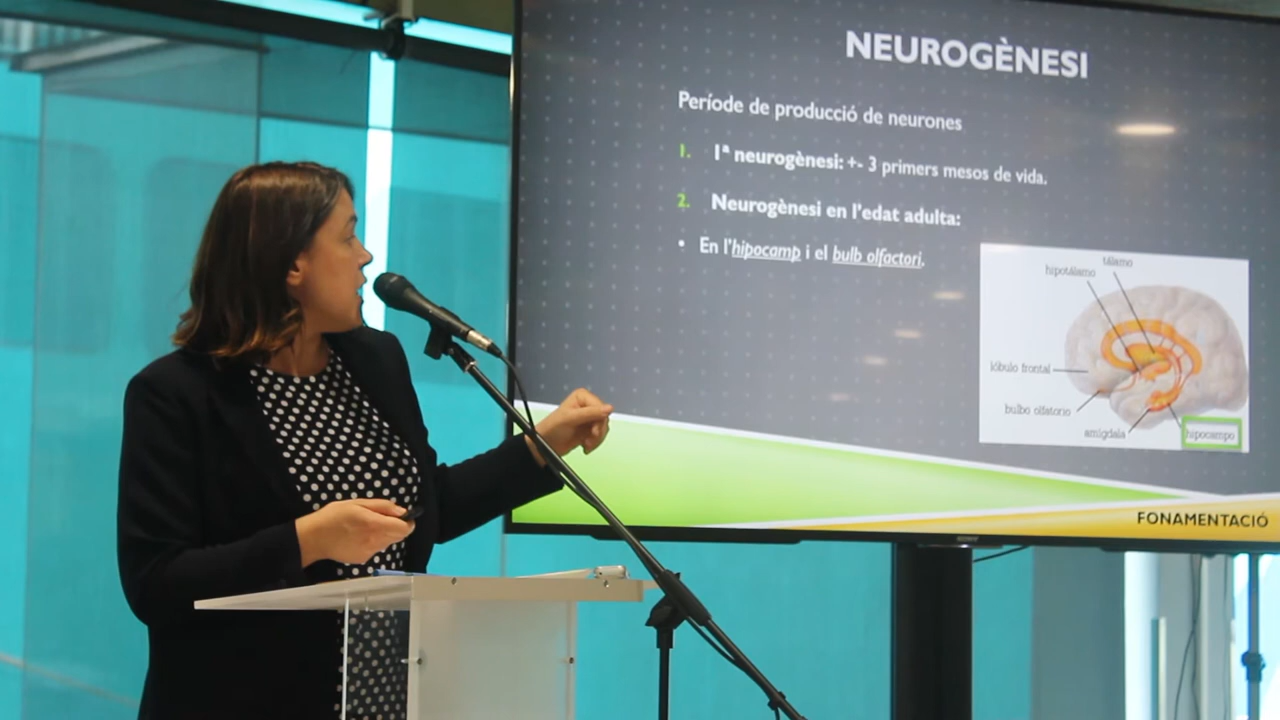 NEUROGÈNESI
Període de producció de neurones
1. 1ª neurogènesi: +- 3 primers mesos de vida.
2. Neurogènesi en l'edat adulta:
• En l'hipocamp i el bulb olfactori.
tálamo
hipotálamo
lóbulo frontal
bulbo olfatorio
amígdala
hipocampo
FONAMENTACIÓ
SONY